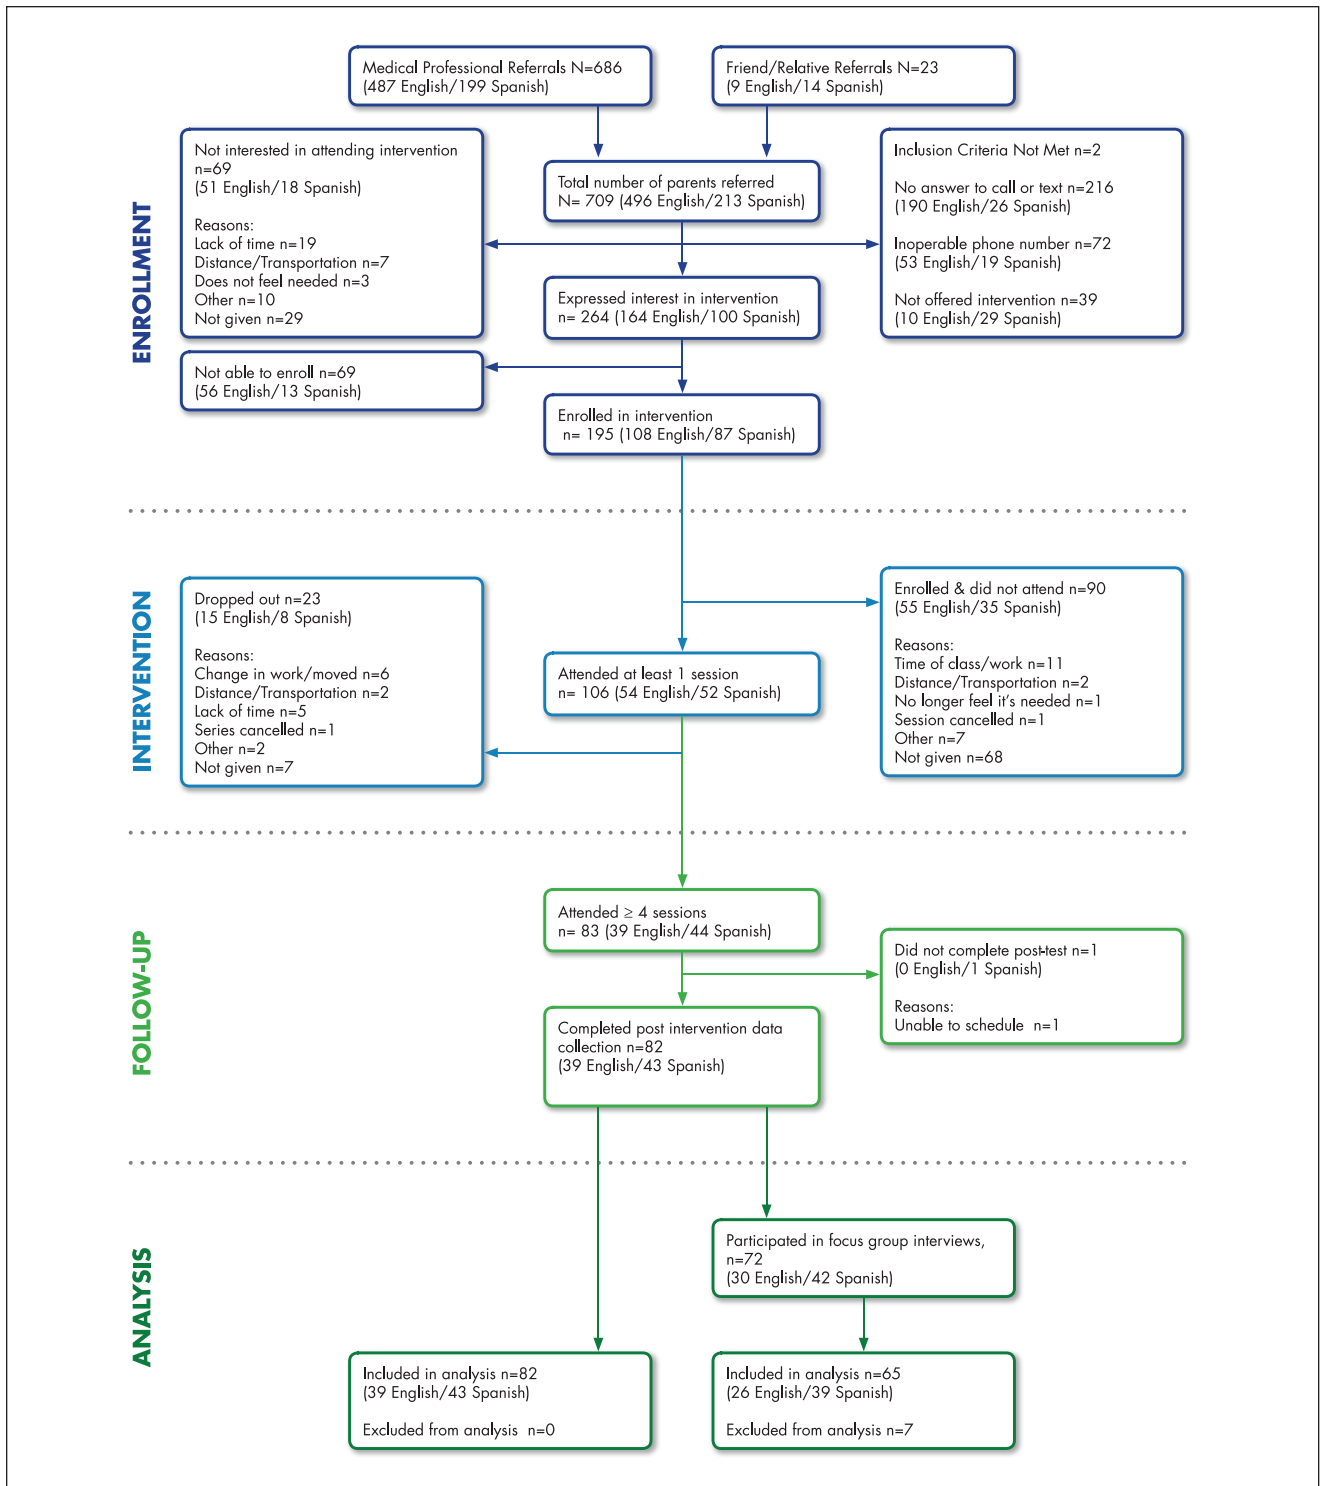 Medical Professional Referrals N=686
(487 English/199 Spanish)
Friend/Relative Referrals N=23
(9 English/14 Spanish)
ENROLLMENT
Not interested in attending intervention
n=69
(51 English/18 Spanish)
Reasons:
Lack of time n=19
Distance/Transportation n=7
Does not feel needed n=3
Other n=10
Not given n=29
Total number of parents referred
N= 709 (496 English/213 Spanish)
Inclusion Criteria Not Met n=2
No answer to call or text n=216
(190 English/26 Spanish)
Inoperable phone number n=72
(53 English/19 Spanish)
Not offered intervention n=39
(10 English/29 Spanish)
Expressed interest in intervention
n= 264 (164 English/100 Spanish)
Not able to enroll n=69
(56 English/13 Spanish)
Enrolled in intervention
n= 195 (108 English/87 Spanish)
INTERVENTION
Dropped out n=23
(15 English/8 Spanish)
Reasons:
Change in work/moved n=6
Distance/Transportation n=2
Lack of time n=5
Series cancelled n=1
Other n=2
Not given n=7
Attended at least 1 session
n= 106 (54 English/52 Spanish)
Enrolled & did not attend n=90
(55 English/35 Spanish)
Reasons:
Time of class/work n=11
Distance/Transportation n=2
No longer feel it's needed n=1
Session cancelled n=1
Other n=7
Not given n=68
FOLLOW-UP
Attended ≥ 4 sessions
n= 83 (39 English/44 Spanish)
Did not complete post-test n=1
(0 English/1 Spanish)
Reasons:
Unable to schedule n=1
Completed post intervention data
collection n=82
(39 English/43 Spanish)
ANALYSIS
Participated in focus group interviews,
n=72
(30 English/42 Spanish)
Included in analysis n=82
(39 English/43 Spanish)
Excluded from analysis n=0
Included in analysis n=65
(26 English/39 Spanish)
Excluded from analysis n=7